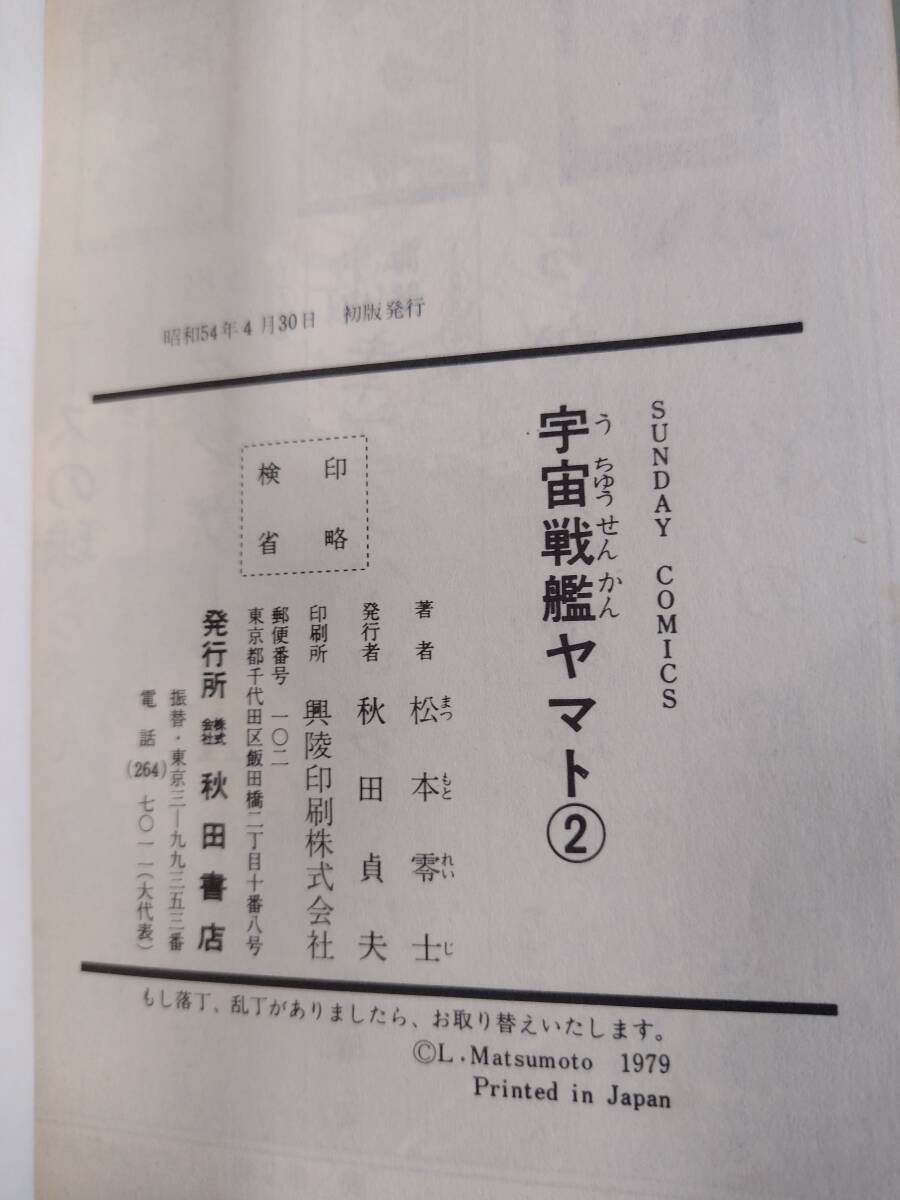 昭和54年4月30日　初版発行
SUNDAY COMICS
宇宙戦艦ヤマト②
うちゅうせんかん
著者　松本零士
まつもとれいじ
発行者　秋田貞夫
印刷所　興陵印刷株式会社
検印
省略
郵便番号　一〇二
東京都千代田区飯田橋二丁目十番八号
発行所　株式会社　秋田書店
振替・東京三―九九三五三番
電話(264)七〇一一(大代表)
もし落丁、乱丁がありましたら、お取り替えいたします。
©L.Matsumoto 1979
Printed in Japan